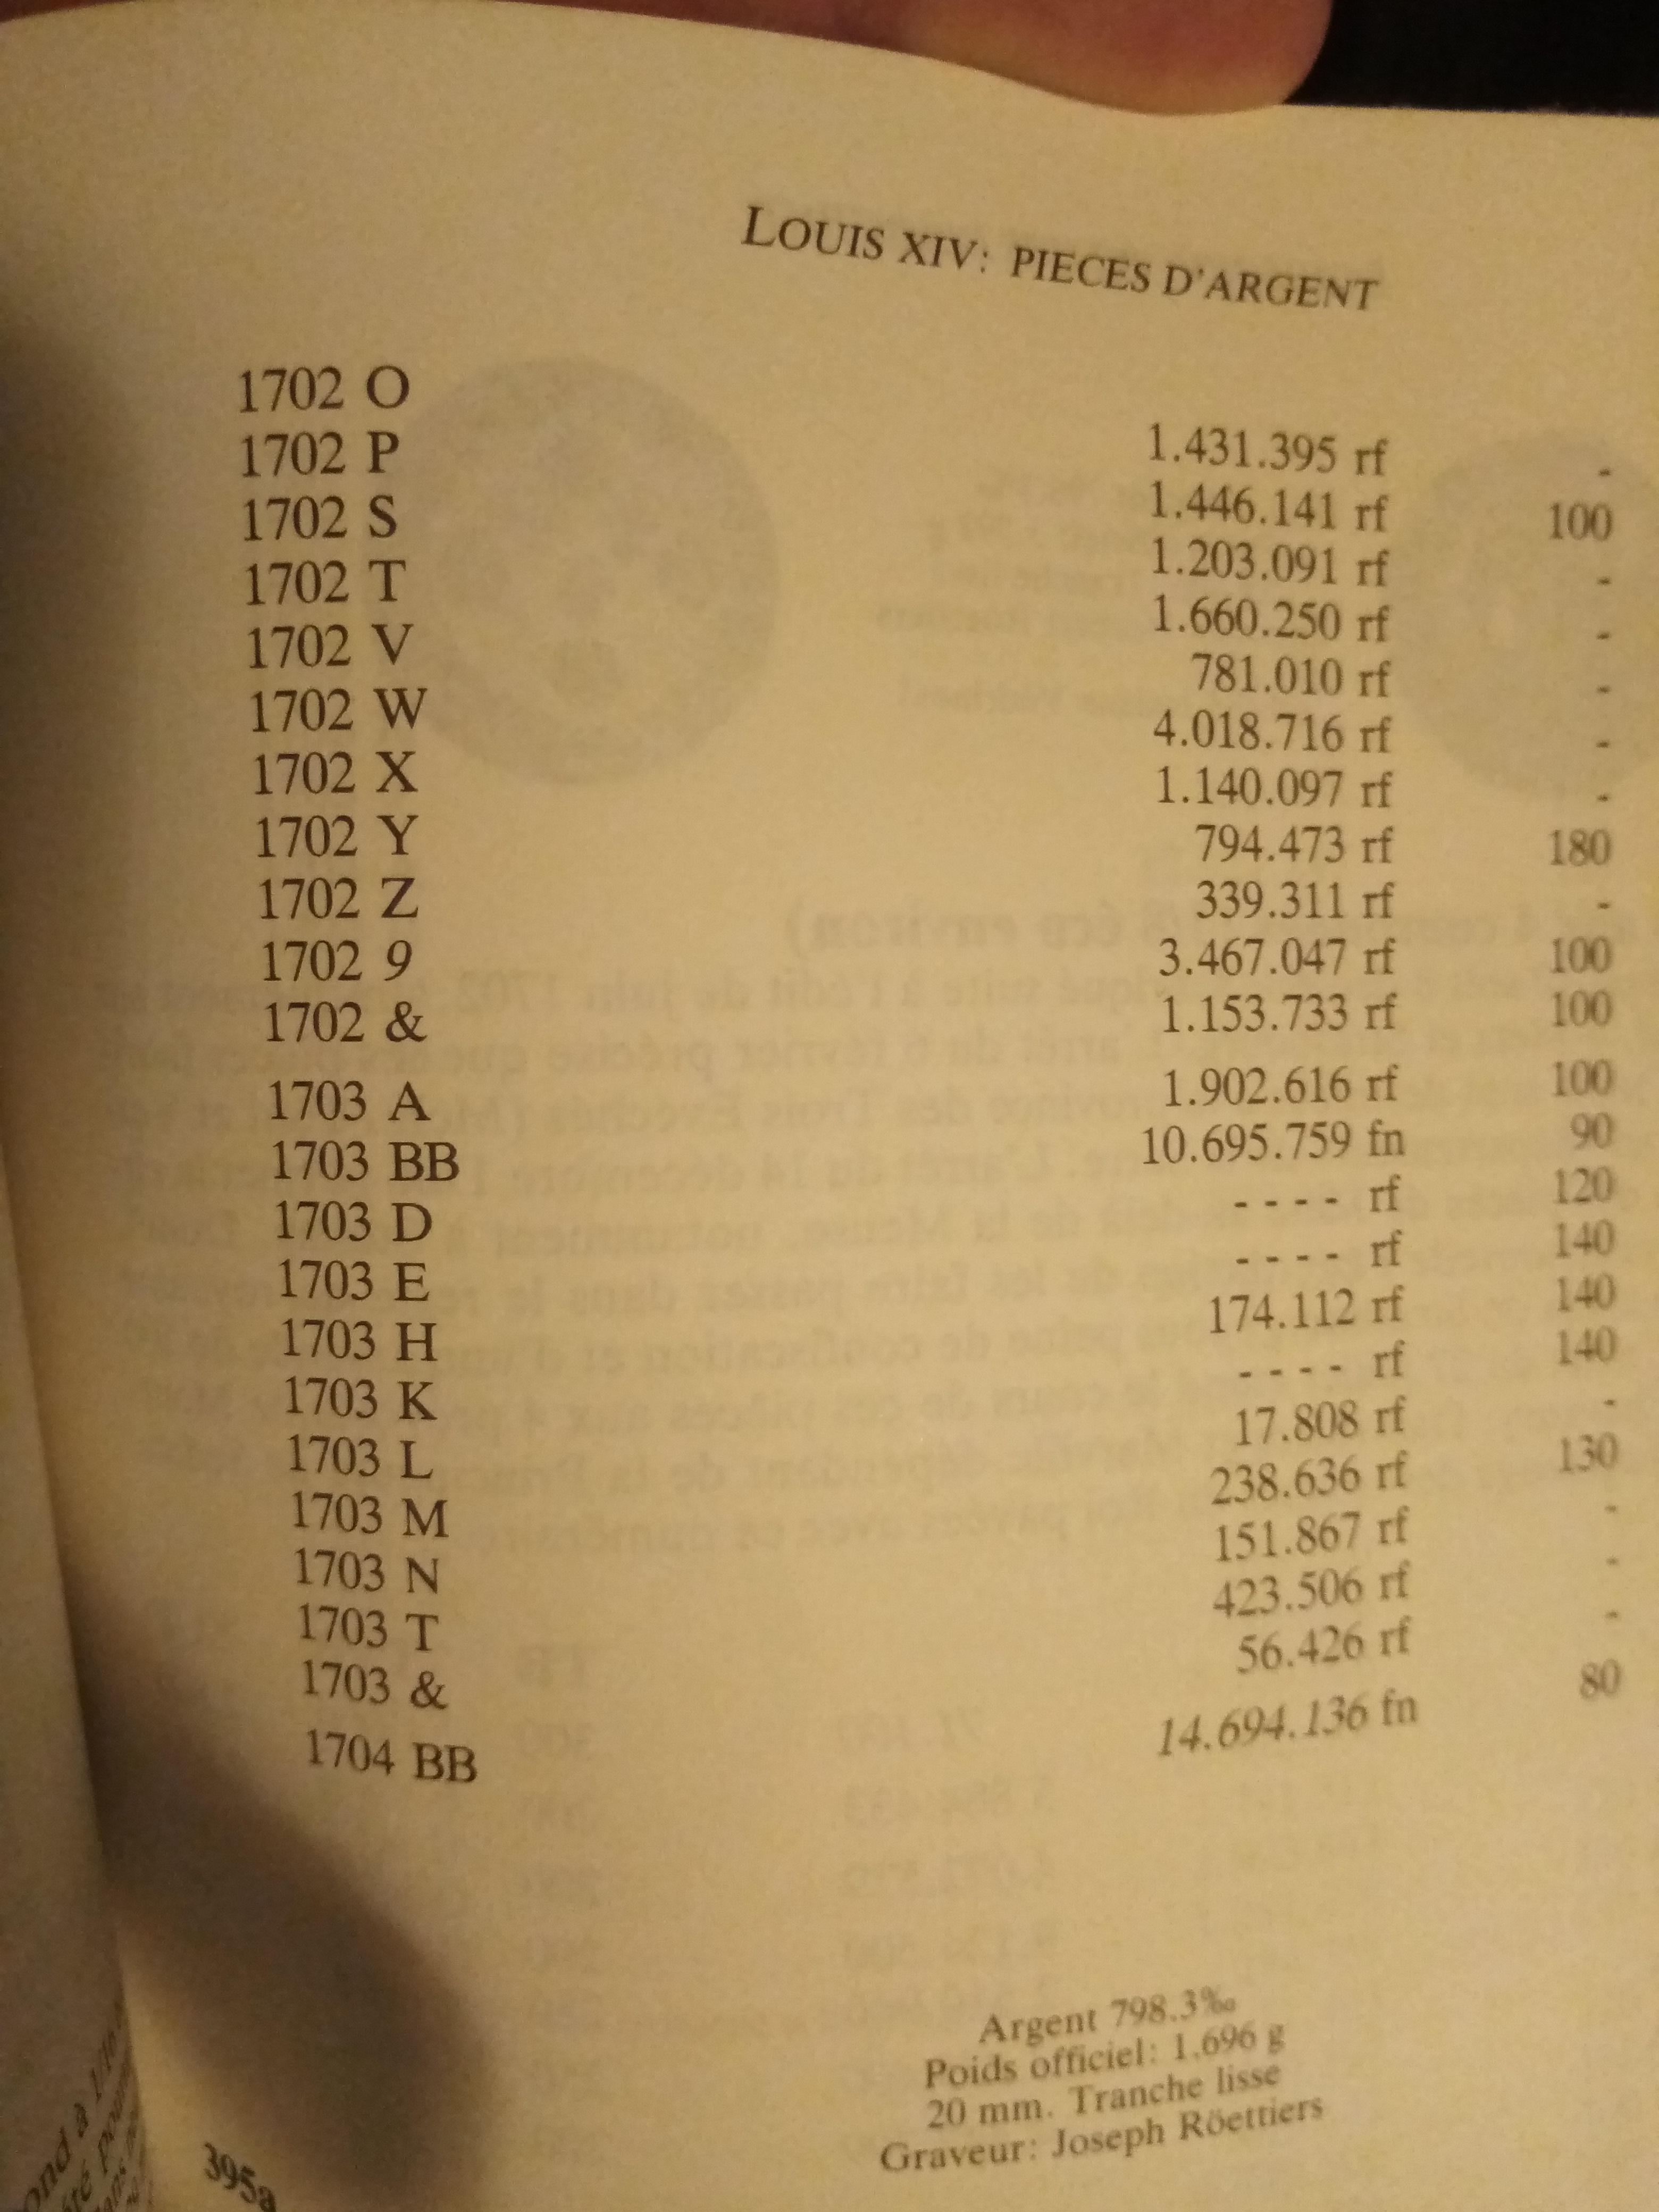 LOUIS XIV: PIECES D'ARGENT
1702 O 1.431.395 rf -
1702 P 1.446.141 rf 100
1702 S 1.203.091 rf -
1702 T 1.660.250 rf -
1702 V 781.010 rf -
1702 W 4.018.716 rf -
1702 X 1.140.097 rf -
1702 Y 794.473 rf 180
1702 Z 339.311 rf -
1702 9 3.467.047 rf 100
1702 & 1.153.733 rf 100
1703 A 1.902.616 rf 100
1703 BB 10.695.759 fn 90
1703 D - - - - rf 120
1703 E - - - - rf 140
1703 H 174.112 rf 140
1703 K - - - - rf 140
1703 L 17.808 rf -
1703 M 238.636 rf 130
1703 N 151.867 rf -
1703 T 423.506 rf -
1703 & 56.426 rf -
1704 BB 14.694.136 fn 80
Argent 798.3‰
Poids officiel: 1.696 g
20 mm. Tranche lisse
Graveur: Joseph Röettiers
395a